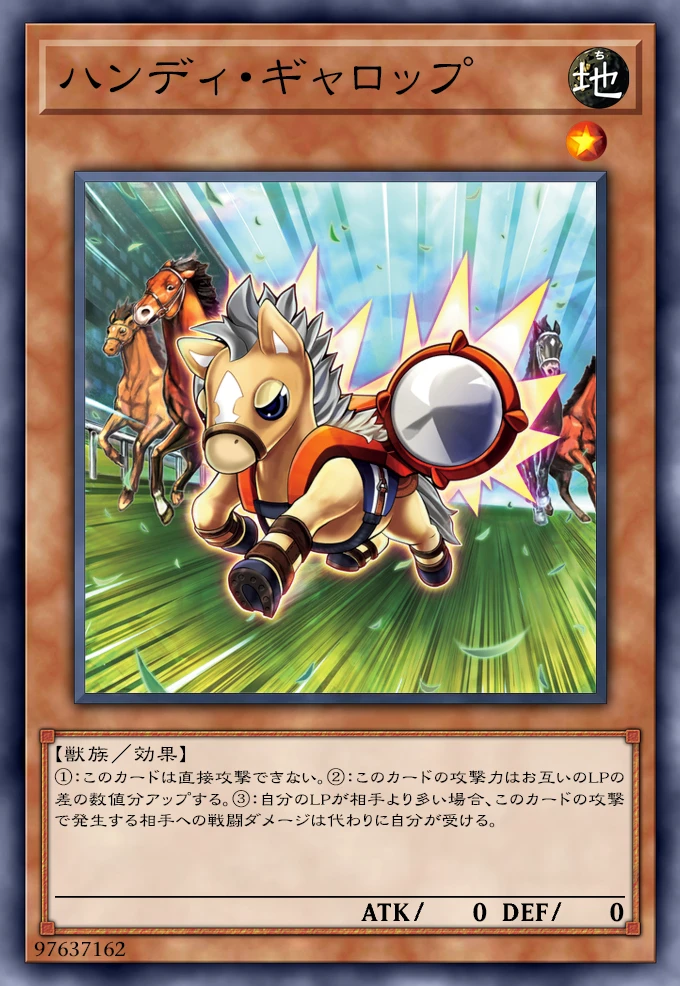 ハンディ・ギャロップ
ち
地
【獣族／効果】
①：このカードは直接攻撃できない。②：このカードの攻撃力はお互いのLPの
差の数値分アップする。③：自分のLPが相手より多い場合、このカードの攻撃
で発生する相手への戦闘ダメージは代わりに自分が受ける。
ATK/ 0 DEF/ 0
97637162